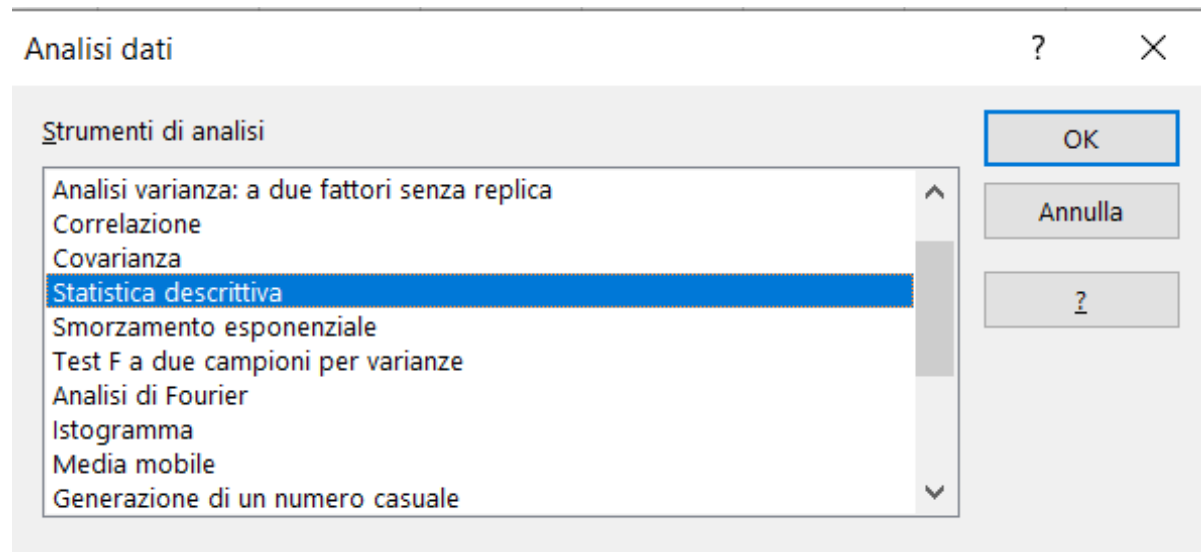 Analisi dati
?
Strumenti di analisi
Analisi varianza: a due fattori senza replica
Correlazione
Covarianza
Statistica descrittiva
Smorzamento esponenziale
Test F a due campioni per varianze
Analisi di Fourier
Istogramma
Media mobile
Generazione di un numero casuale
OK
Annulla
?